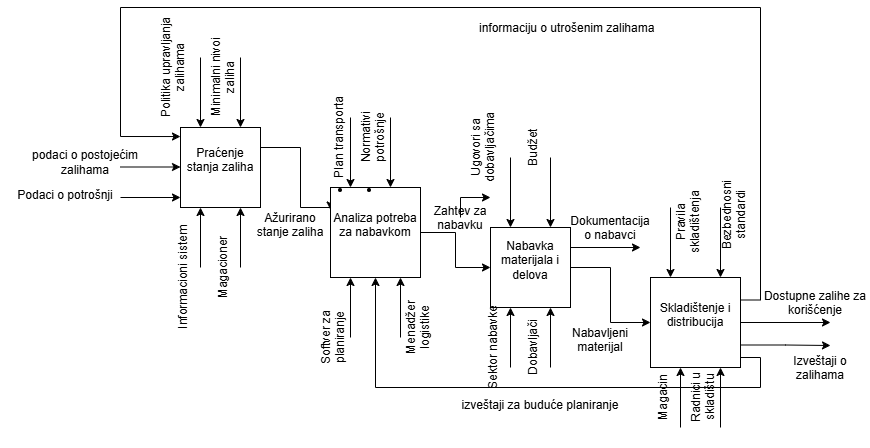 informaciju o utrošenim zalihama
Politika upravljanja
zalihama
Minimalni nivoi
zaliha
podaci o postojećim
zalihama
Podaci o potrošnji
Praćenje
stanja zaliha
Informacioni sistem
Magacioner
Ažurirano
stanje zaliha
Plan transporta
Normativi
potrošnje
Analiza potreba
za nabavkom
Softver za
planiranje
Menadžer
logistike
Zahtev za
nabavku
Ugovori sa
dobavljačima
Budžet
Nabavka
materijala i
delova
Sektor nabavke
Dobavljači
Dokumentacija
o nabavci
Nabavljeni
materijal
Pravila
skladištenja
Bezbednosni
standardi
Skladištenje i
distribucija
Magacin
Radnici u
skladištu
Dostupne zalihe za
korišćenje
Izveštaji o
zalihama
izveštaji za buduće planiranje